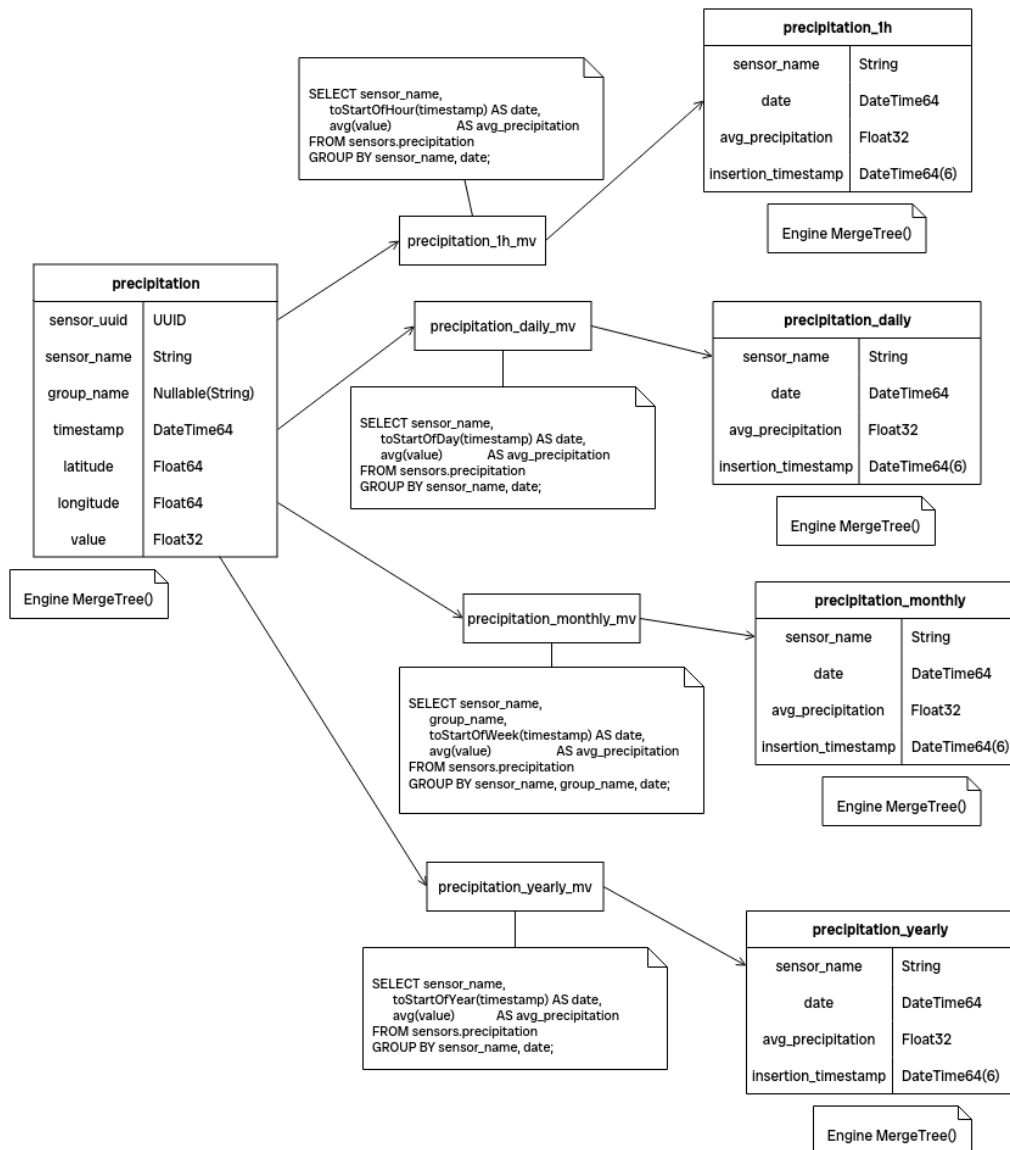 precipitation_1h
sensor_name String
date DateTime64
avg_precipitation Float32
insertion_timestamp DateTime64(6)
Engine MergeTree()
SELECT sensor_name,
toStartOfHour(timestamp) AS date,
avg(value) AS avg_precipitation
FROM sensors.precipitation
GROUP BY sensor_name, date;
precipitation_1h_mv
precipitation
sensor_uuid UUID
sensor_name String
group_name Nullable(String)
timestamp DateTime64
latitude Float64
longitude Float64
value Float32
Engine MergeTree()
precipitation_daily_mv
SELECT sensor_name,
toStartOfDay(timestamp) AS date,
avg(value) AS avg_precipitation
FROM sensors.precipitation
GROUP BY sensor_name, date;
precipitation_daily
sensor_name String
date DateTime64
avg_precipitation Float32
insertion_timestamp DateTime64(6)
Engine MergeTree()
precipitation_monthly_mv
SELECT sensor_name,
group_name,
toStartOfWeek(timestamp) AS date,
avg(value) AS avg_precipitation
FROM sensors.precipitation
GROUP BY sensor_name, group_name, date;
precipitation_monthly
sensor_name String
date DateTime64
avg_precipitation Float32
insertion_timestamp DateTime64(6)
Engine MergeTree()
precipitation_yearly_mv
SELECT sensor_name,
toStartOfYear(timestamp) AS date,
avg(value) AS avg_precipitation
FROM sensors.precipitation
GROUP BY sensor_name, date;
precipitation_yearly
sensor_name String
date DateTime64
avg_precipitation Float32
insertion_timestamp DateTime64(6)
Engine MergeTree()